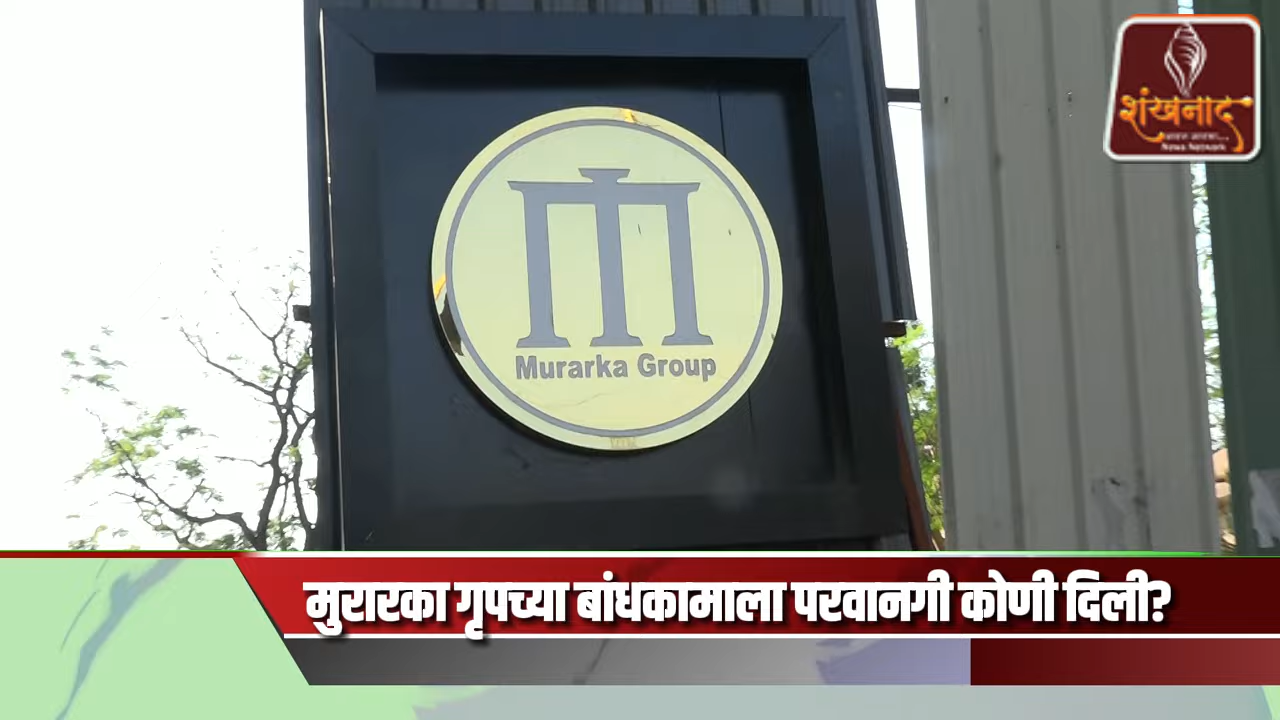 शंखनाद
News Network
Murarka Group
मुरारका गृपच्या बांधकामाला परवानगी कोणी दिली?